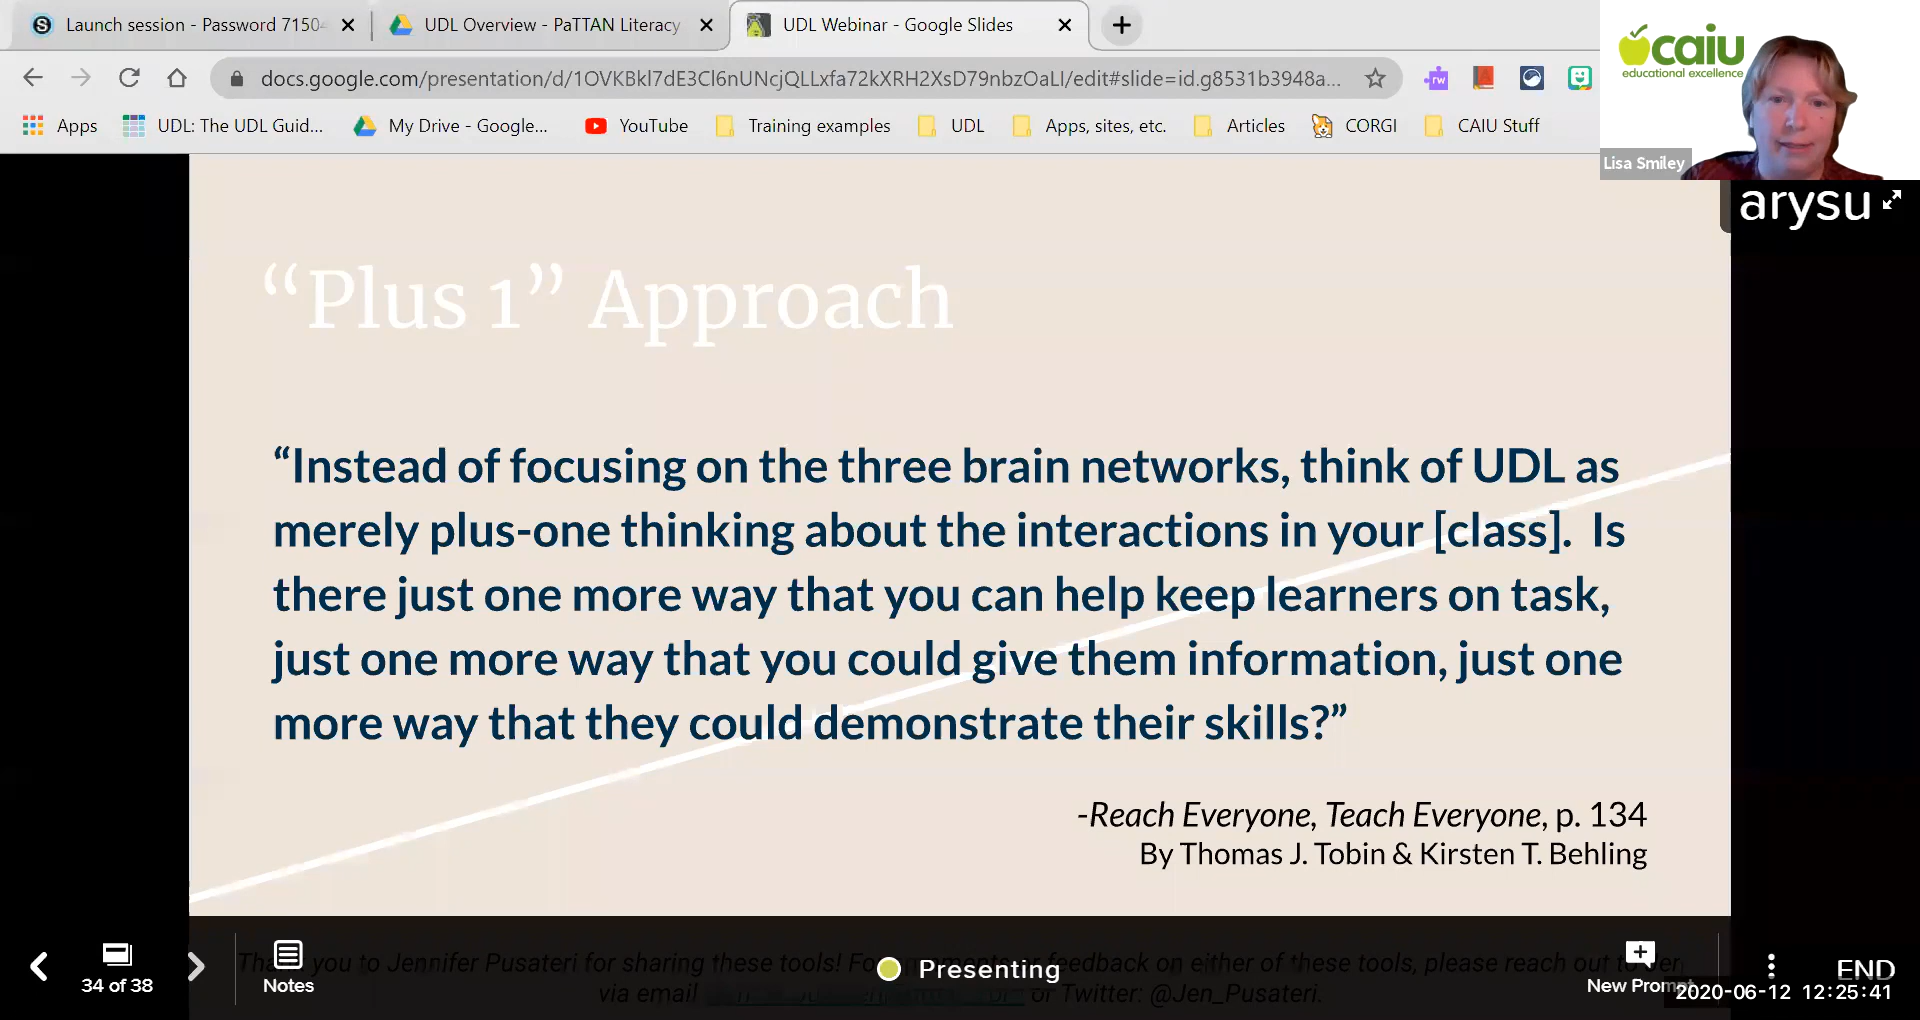 Launch session - Password 7150
UDL Overview - PaTTAN Literacy
UDL Webinar - Google Slides
docs.google.com/presentation/d/1OVKBkl7dE3Cl6nUNcjQLLxfa72kXRH2XsD79nbzOaLI/edit#slide=id.g8531b3948a...
Apps
UDL: The UDL Guid...
My Drive - Google...
YouTube
Training examples
UDL
Apps, sites, etc.
Articles
CORGI
CAIU Stuff
caiu
educational excellence
Lisa Smiley
arysu
“Plus 1” Approach
“Instead of focusing on the three brain networks, think of UDL as
merely plus-one thinking about the interactions in your [class].  Is
there just one more way that you can help keep learners on task,
just one more way that you could give them information, just one
more way that they could demonstrate their skills?”
-Reach Everyone, Teach Everyone, p. 134
By Thomas J. Tobin & Kirsten T. Behling
you to Jennifer Pusateri for sharing these tools! For feedback on either of these tools, please reach out to
via email or Twitter: @Jen_Pusateri.
34 of 38
Notes
Presenting
New Prompt
END
2020-06-12 12:25:41